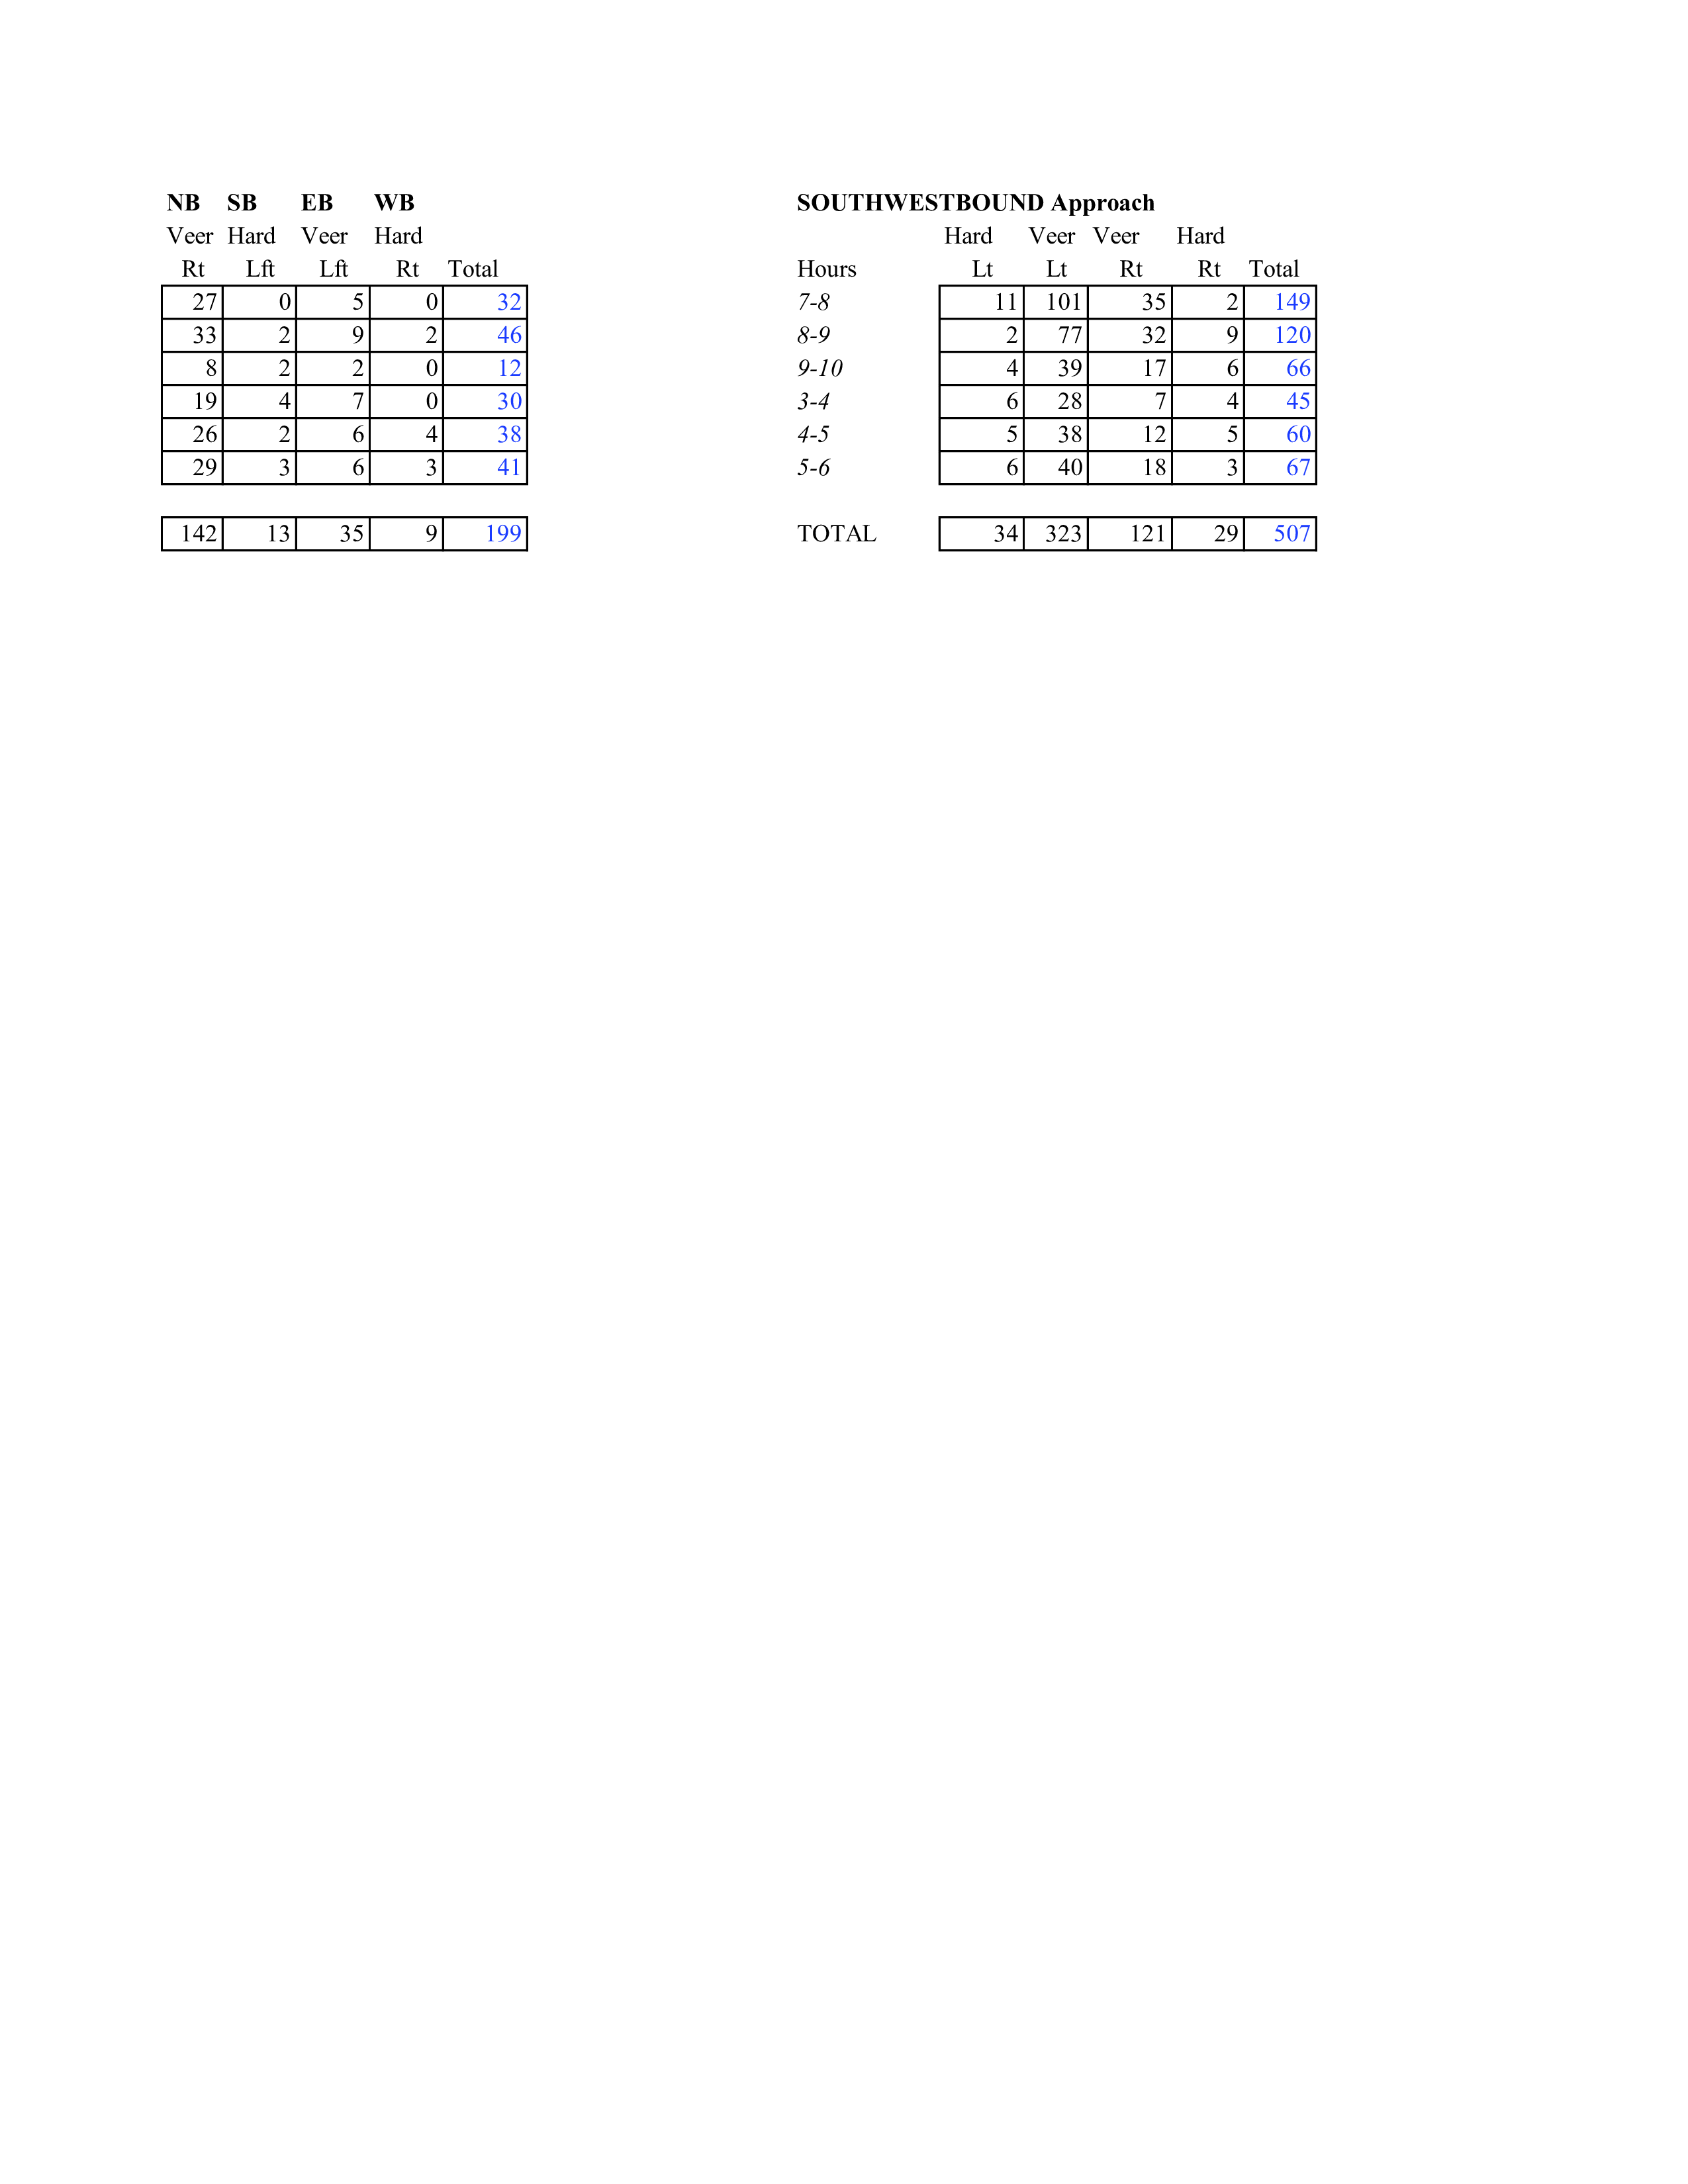 NB SB EB WB SOUTHWESTBOUND Approach
Veer Hard Veer Hard Hard Veer Veer Hard
Rt Lft Lft Rt Total Hours Lt Lt Rt Rt Total
27 0 5 0 32 7-8 11 101 35 2 149
33 2 9 2 46 8-9 2 77 32 9 120
8 2 2 0 12 9-10 4 39 17 6 66
19 4 7 0 30 3-4 6 28 7 4 45
26 2 6 4 38 4-5 5 38 12 5 60
29 3 6 3 41 5-6 6 40 18 3 67
142 13 35 9 199 TOTAL 34 323 121 29 507